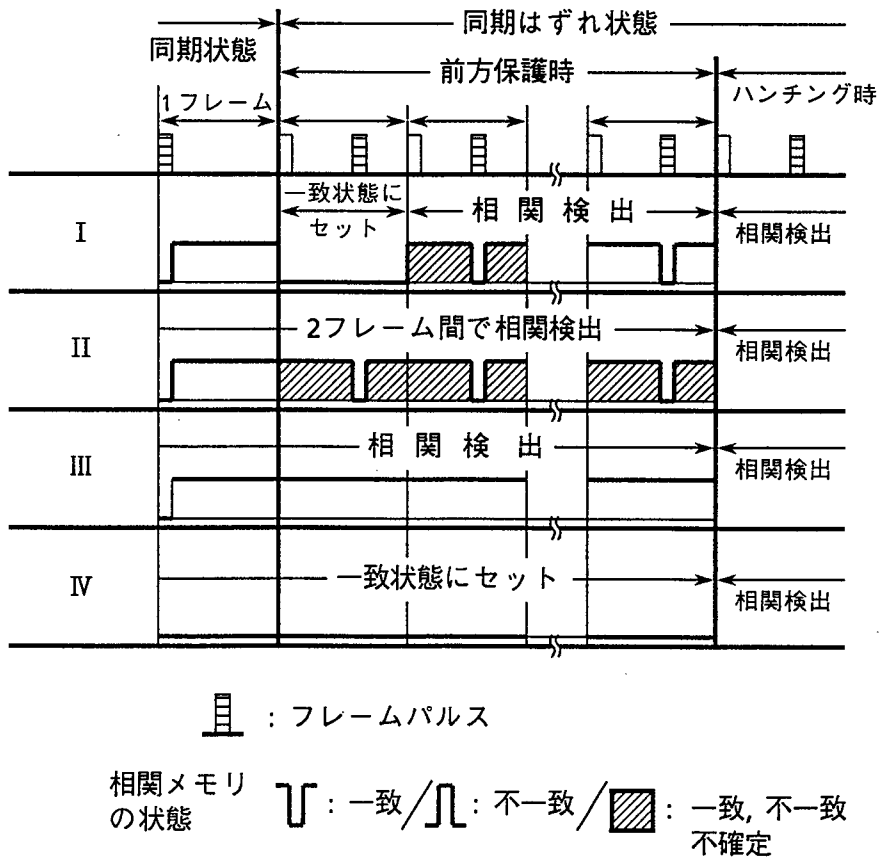 同期はずれ状態
同期状態
前方保護時
ハンチング時
1フレーム
一致状態に
セット
相関検出
相関検出
I
2フレーム間で相関検出
相関検出
II
相関検出
相関検出
III
一致状態にセット
相関検出
IV
：フレームパルス
相関メモリ
の状態
：一致／：不一致／：一致，不一致
不確定